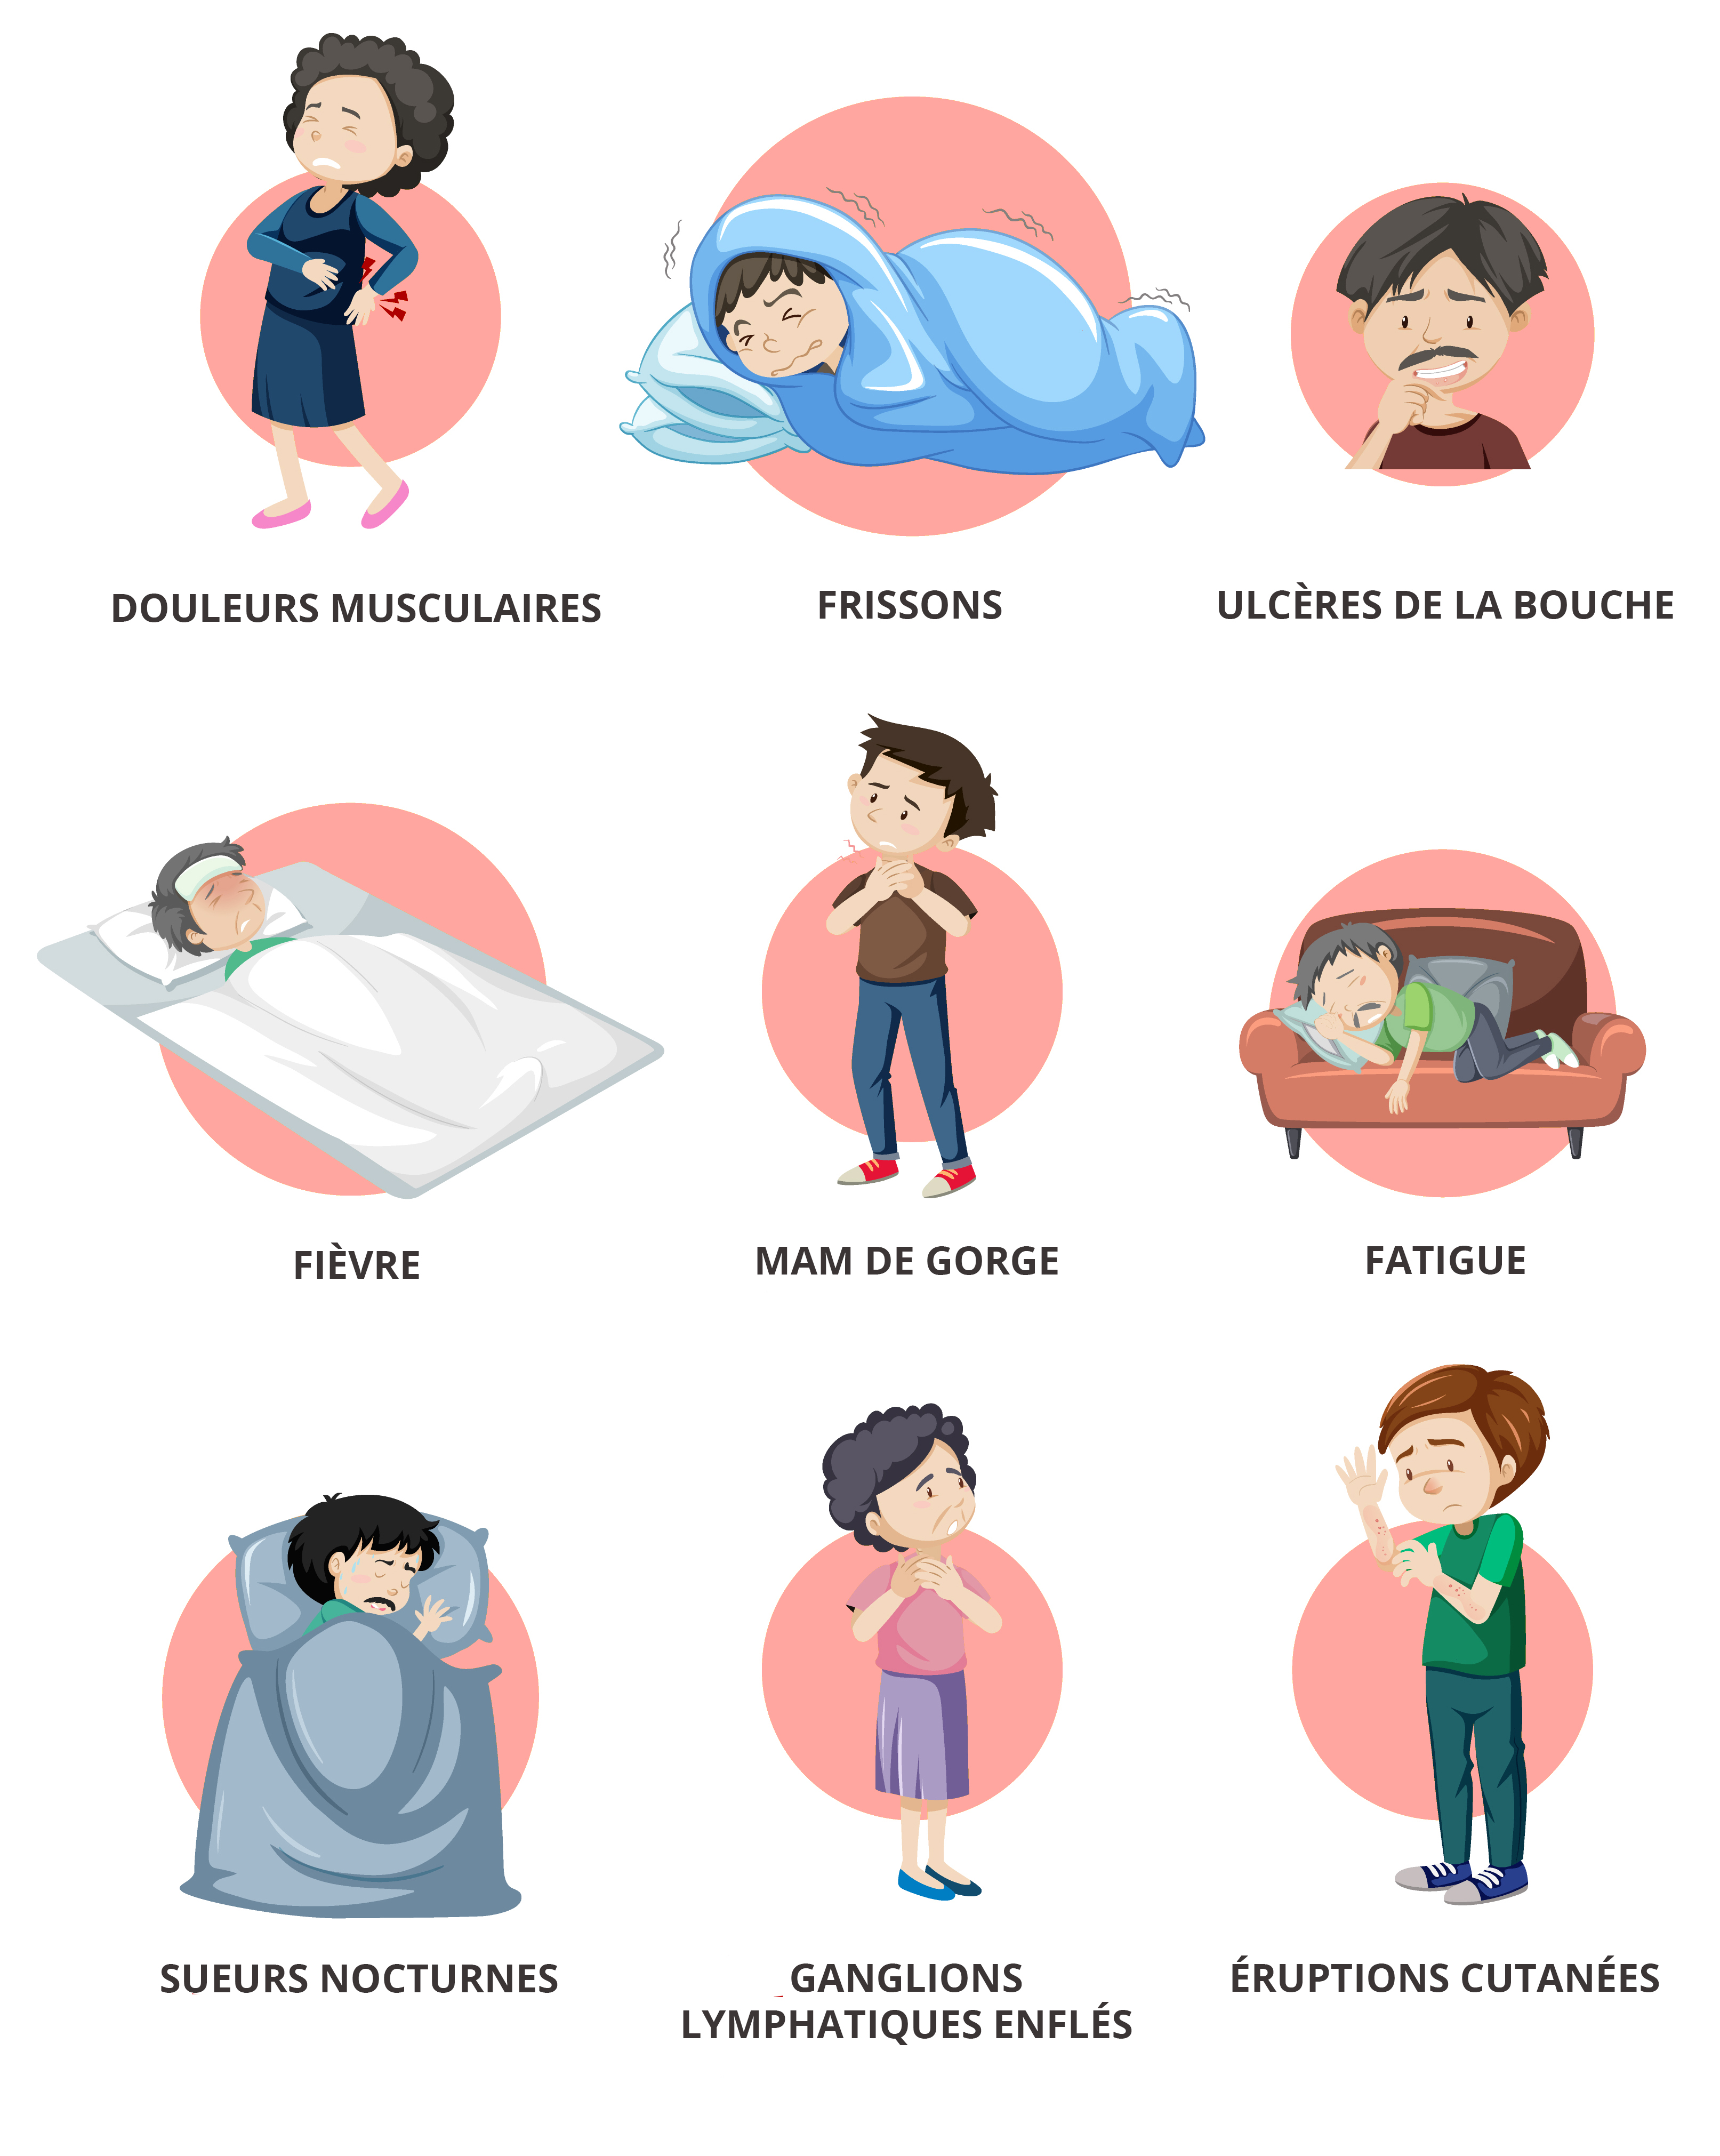 DOULEURS MUSCULAIRES
FRISSONS
ULCÈRES DE LA BOUCHE
FIÈVRE
MAM DE GORGE
FATIGUE
SUEURS NOCTURNES
GANGLIONS
LYMPHATIQUES ENFLÉS
ÉRUPTIONS CUTANÉES